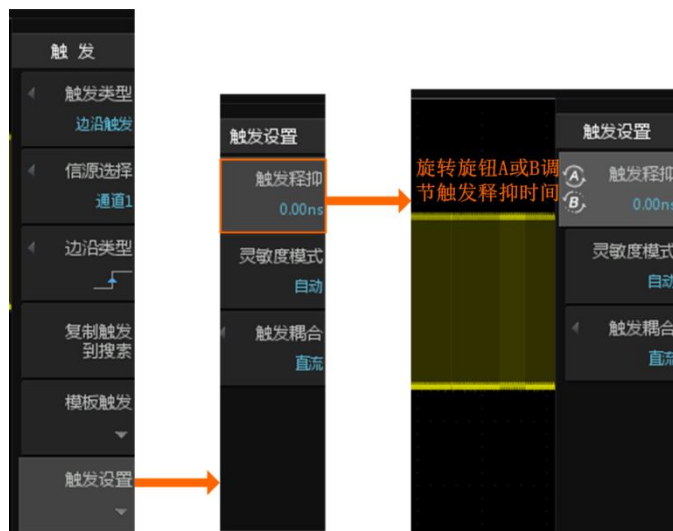 触 发
触发类型
边沿触发
信源选择
通道1
边沿类型
复制触发
到搜索
模板触发
触发设置
触发设置
触发释抑
0.00ns
灵敏度模式
自动
触发耦合
直流
旋转旋钮A或B调
节触发释抑时间
触发设置
A
触发释抑
B
0.00ns
灵敏度模式
自动
触发耦合
直流